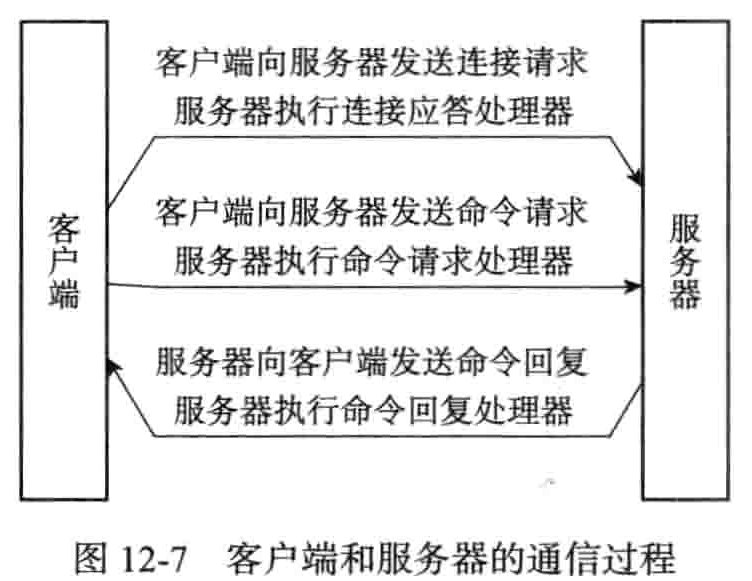 客户端向服务器发送连接请求
服务器执行连接应答处理器
客户端
服务器
客户端向服务器发送命令请求
服务器执行命令请求处理器
服务器向客户端发送命令回复
服务器执行命令回复处理器
图 12-7 客户端和服务器的通信过程